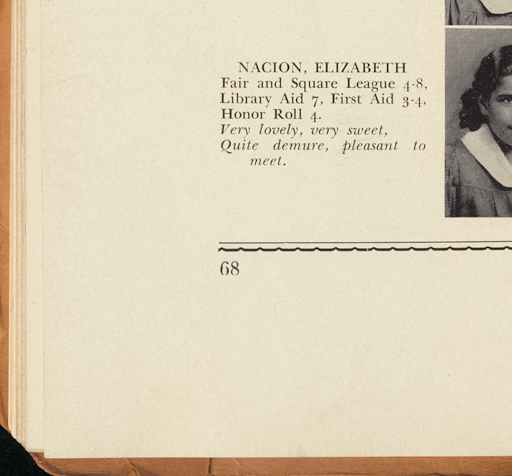 NACION, ELIZABETH
Fair and Square League 4-8,
Library Aid 7, First Aid 3-4,
Honor Roll 4.
Very lovely, very sweet,
Quite demure, pleasant to
meet.
68